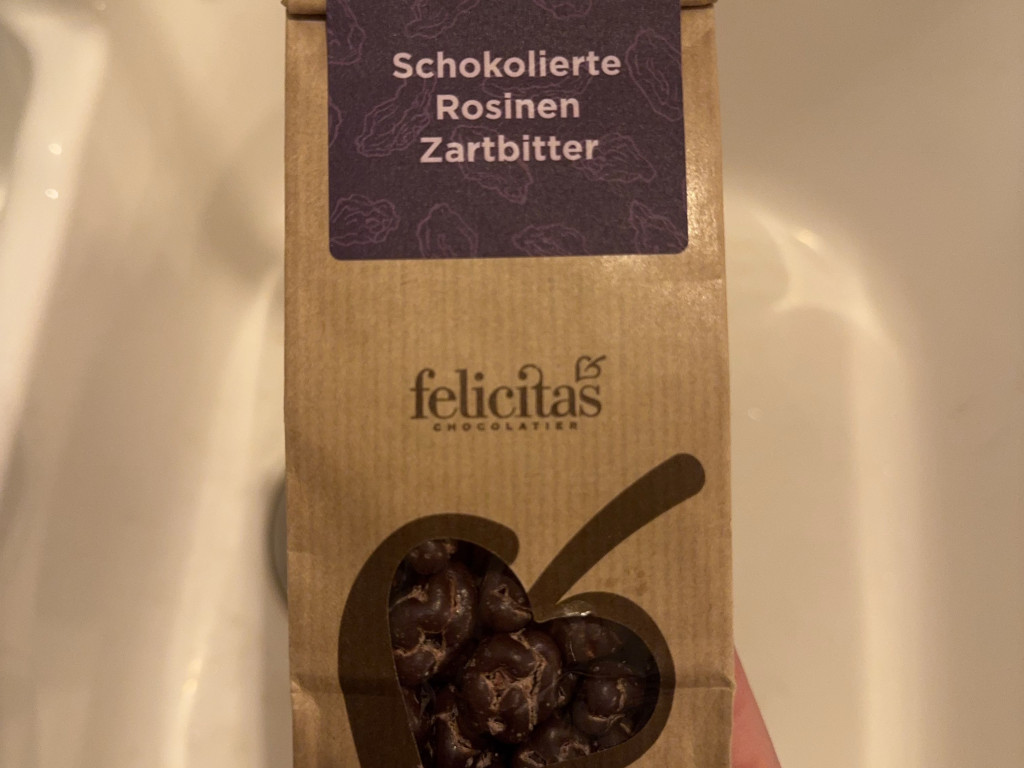 Schokolierte
Rosinen
Zartbitter
felicitas
CHOCOLATIER